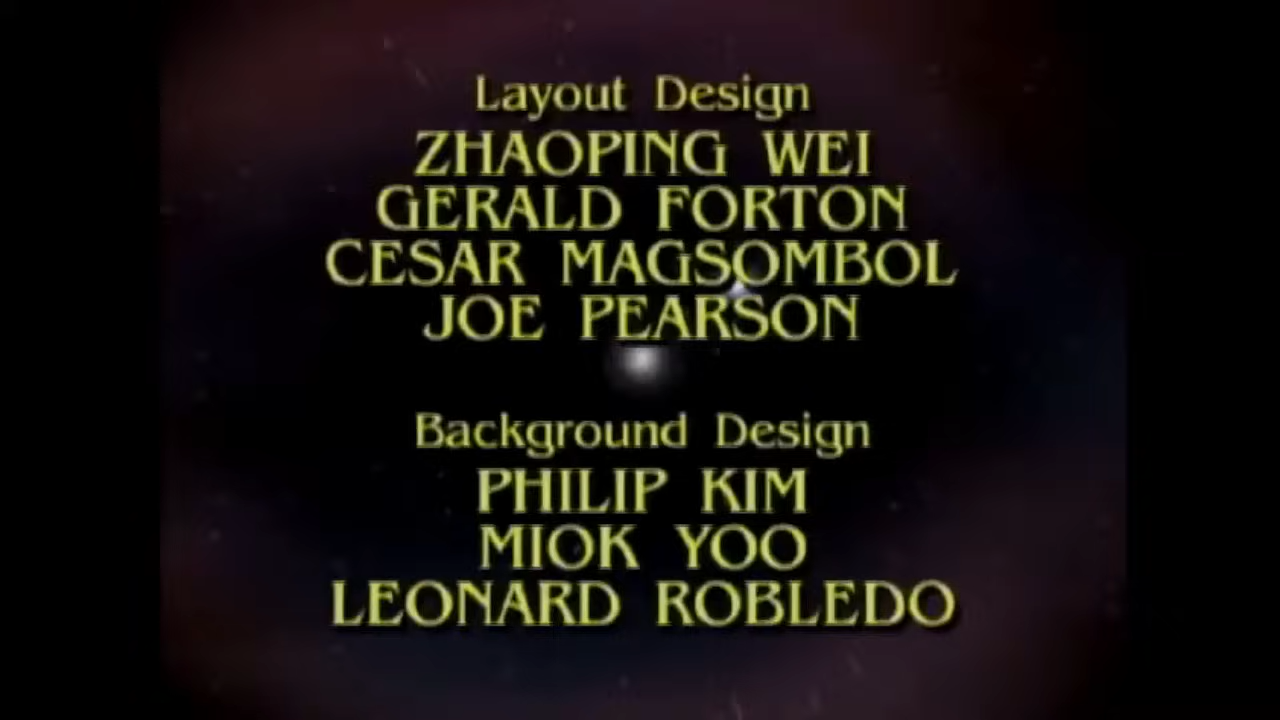 Layout Design
ZHAOPING WEI
GERALD FORTON
CESAR MAGSOMBOL
JOE PEARSON
Background Design
PHILIP KIM
MIOK YOO
LEONARD ROBLEDO